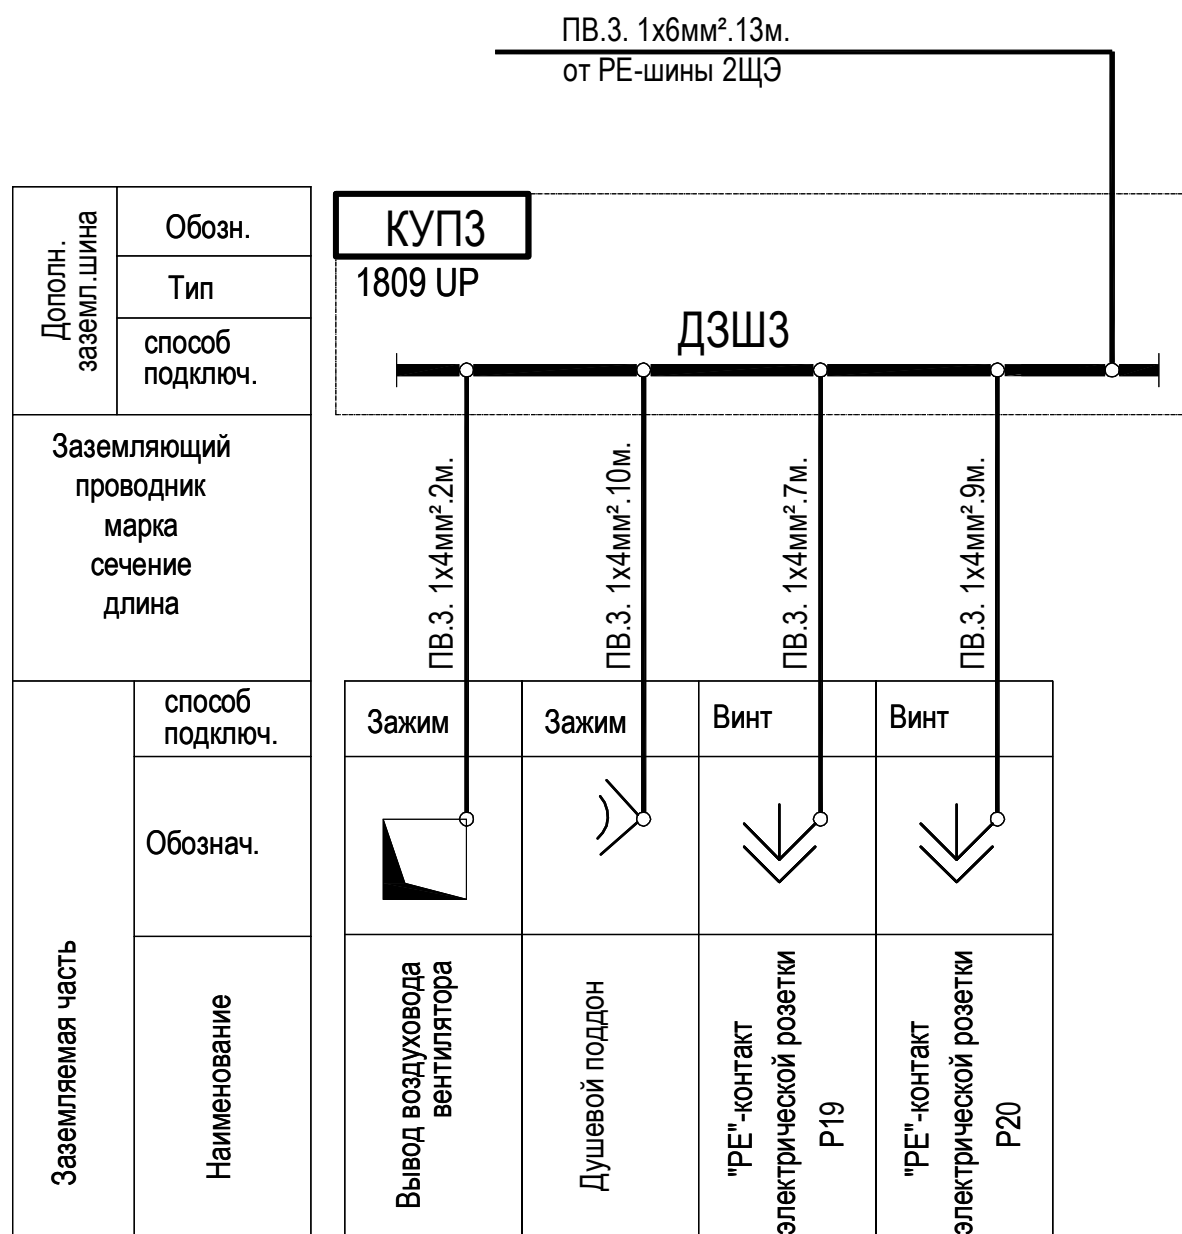 ПВ.3. 1х6мм².13м.
от РЕ-шины 2ЩЭ
Дополн.
заземл.шина
Обозн.
Тип
способ
подключ.
КУП3
1809 UP
ДЗШ3
Заземляющий
проводник
марка
сечение
длина
ПВ.3. 1х4мм².2м.
ПВ.3. 1х4мм².10м.
ПВ.3. 1х4мм².7м.
ПВ.3. 1х4мм².9м.
Заземляемая часть
способ
подключ.
Зажим
Зажим
Винт
Винт
Обознач.
Наименование
Вывод воздуховода
вентилятора
Душевой поддон
"РЕ"-контакт
электрической розетки
Р19
"РЕ"-контакт
электрической розетки
Р20